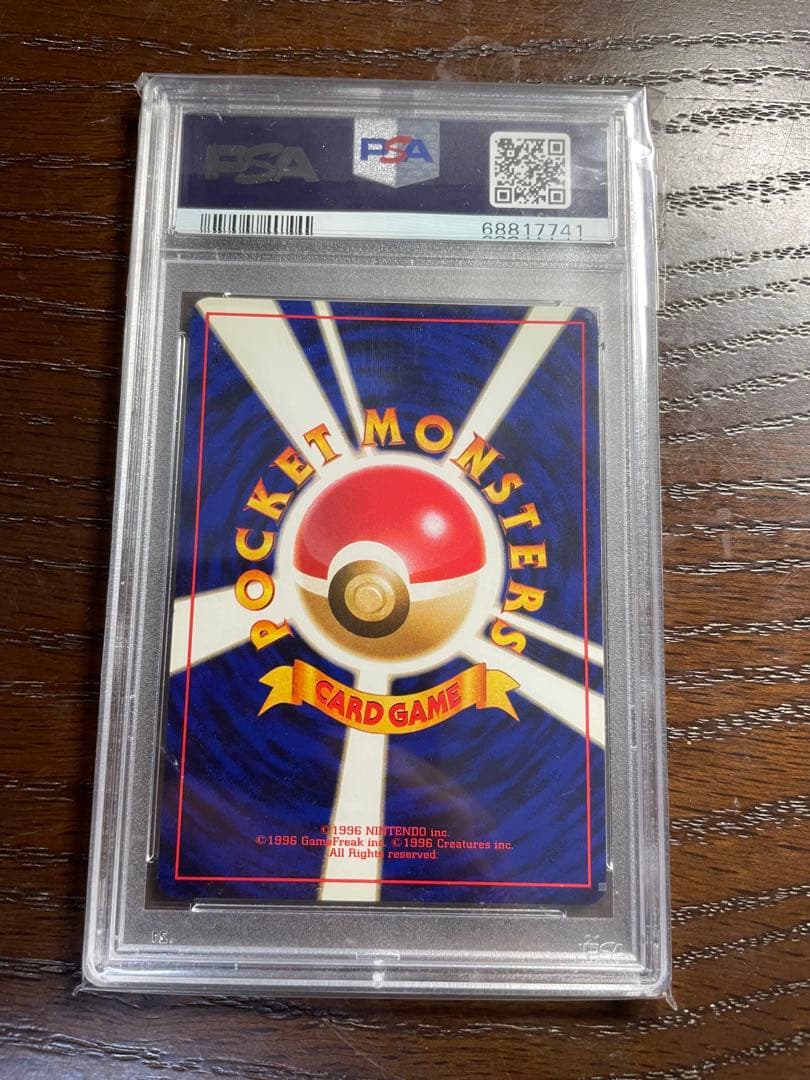 PSA
PSA
68817741
POCKET MONSTERS
CARD GAME
©1996 NINTENDO inc.
©1996 GameFreak inc. ©1996 Creatures inc.
All Rights reserved.
PSA